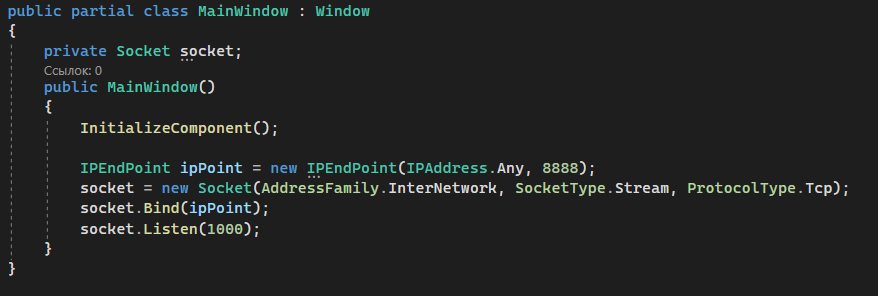 public partial class MainWindow : Window
{
private Socket socket;
Ссылок: 0
public MainWindow()
{
InitializeComponent();
IPEndPoint ipPoint = new IPEndPoint(IPAddress.Any, 8888);
socket = new Socket(AddressFamily.InterNetwork, SocketType.Stream, ProtocolType.Tcp);
socket.Bind(ipPoint);
socket.Listen(1000);
}
}